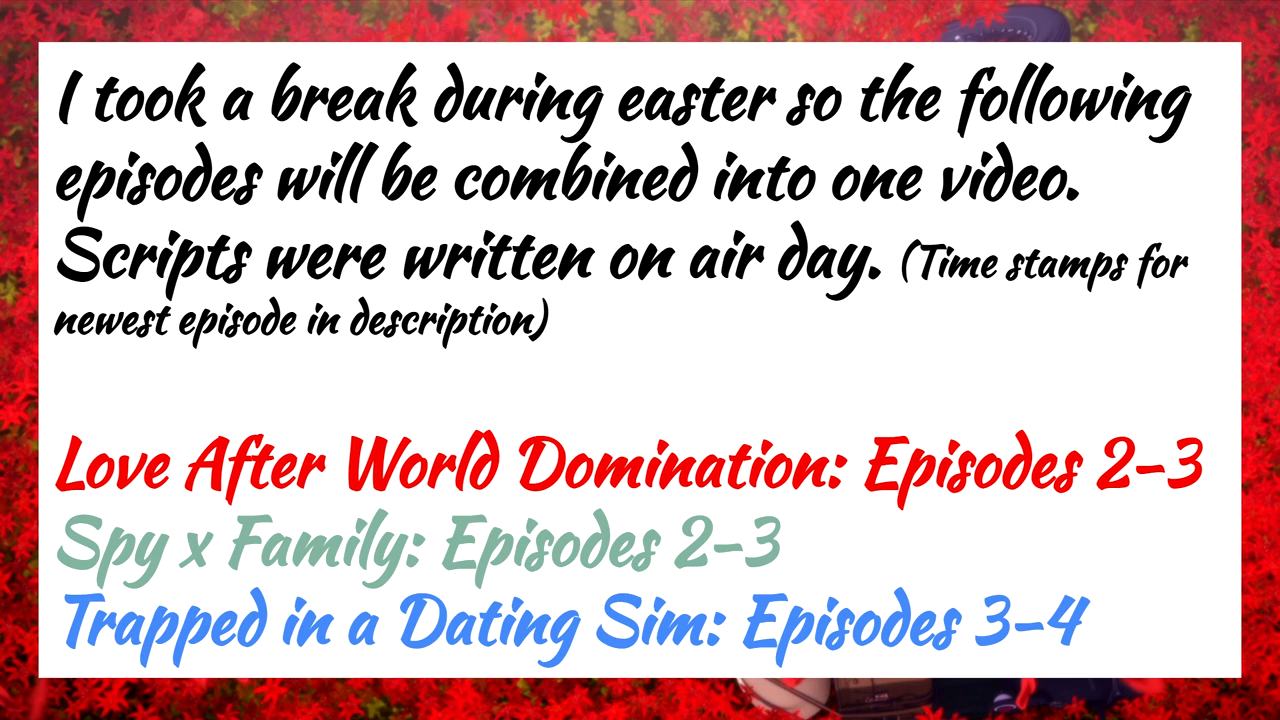 I took a break during easter so the following
episodes will be combined into one video.
Scripts were written on air day. (Time stamps for
newest episode in description)
Love After World Domination: Episodes 2-3
Spy x Family: Episodes 2-3
Trapped in a Dating Sim: Episodes 3-4